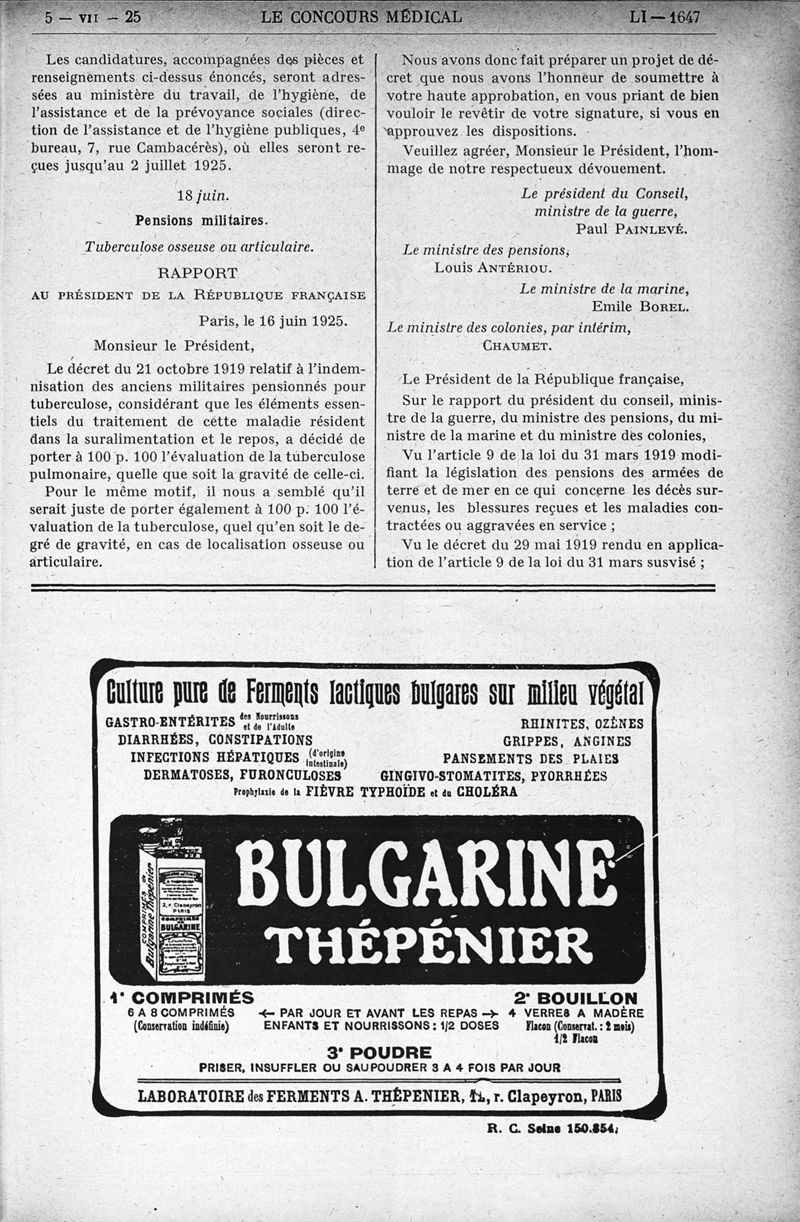 5 — VII — 25
LE CONCOURS MÉDICAL
LI — 1647
Les candidatures, accompagnées des pièces et
renseignements ci-dessus énoncés, seront adres-
sées au ministère du travail, de l'hygiène, de
l'assistance et de la prévoyance sociales (direc-
tion de l'assistance et de l'hygiène publiques, 4e
bureau, 7, rue Cambacérès), où elles seront re-
çues jusqu'au 2 juillet 1925.
18 juin.
Pensions militaires.
Tuberculose osseuse ou articulaire.
RAPPORT
AU PRÉSIDENT DE LA RÉPUBLIQUE FRANÇAISE
Paris, le 16 juin 1925.
Monsieur le Président,
Le décret du 21 octobre 1919 relatif à l'indem-
nisation des anciens militaires pensionnés pour
tuberculose, considérant que les éléments essen-
tiels du traitement de cette maladie résident
dans la suralimentation et le repos, a décidé de
porter à 100 p. 100 l'évaluation de la tuberculose
pulmonaire, quelle que soit la gravité de celle-ci.
Pour le même motif, il nous a semblé qu'il
serait juste de porter également à 100 p. 100 l'é-
valuation de la tuberculose, quel qu'en soit le de-
gré de gravité, en cas de localisation osseuse ou
articulaire.
Nous avons donc fait préparer un projet de dé-
cret que nous avons l'honneur de soumettre à
votre haute approbation, en vous priant de bien
vouloir le revêtir de votre signature, si vous en
approuvez les dispositions.
Veuillez agréer, Monsieur le Président, l'hom-
mage de notre respectueux dévouement.
Le président du Conseil,
ministre de la guerre,
Paul PAINLEVÉ.
Le ministre des pensions,
Louis ANTÉRIOU.
Le ministre de la marine,
Emile BOREL.
Le ministre des colonies, par intérim,
CHAUMET.
Le Président de la République française,
Sur le rapport du président du conseil, minis-
tre de la guerre, du ministre des pensions, du mi-
nistre de la marine et du ministre des colonies,
Vu l'article 9 de la loi du 31 mars 1919 modi-
fiant la législation des pensions des armées de
terre et de mer en ce qui concerne les décès sur-
venus, les blessures reçues et les maladies con-
tractées ou aggravées en service ;
Vu le décret du 29 mai 1919 rendu en applica-
tion de l'article 9 de la loi du 31 mars susvisé ;
Culture pure de Ferments lactiques bulgares sur milieu végétal
GASTRO-ENTÉRITES des Nourrissons et de l'Adulte
DIARRHÉES, CONSTIPATIONS
INFECTIONS HÉPATIQUES (d'origine intestinale)
DERMATOSES, FURONCULOSES
RHINITES, OZÈNES
GRIPPES, ANGINES
PANSEMENTS DES PLAIES
GINGIVO-STOMATITES, PYORRHÉES
Prophylaxie de la FIÈVRE TYPHOÏDE et du CHOLÉRA
COMPRIMÉS de
Bulgarine Thépénier
2, r. Clapeyron
PARIS
COMPRIMÉS
BULGARINE
BULGARINE
THÉPÉNIER
1° COMPRIMÉS
6 A 8 COMPRIMÉS
(Conservation indéfinie)
← PAR JOUR ET AVANT LES REPAS →
ENFANTS ET NOURRISSONS : 1/2 DOSES
2° BOUILLON
4 VERRES A MADÈRE
Flacon (Conservat. : 2 mois)
1/2 Flacon
3° POUDRE
PRISER, INSUFFLER OU SAUPOUDRER 3 A 4 FOIS PAR JOUR
LABORATOIRE des FERMENTS A. THÉPENIER, r. Clapeyron, PARIS
R. C. Seine 150.854.